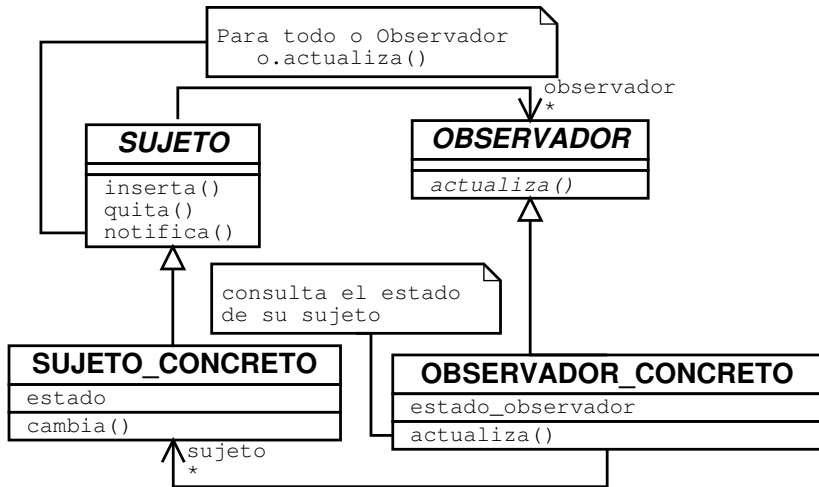 Para todo o Observador
o.actualiza()
observador
*
SUJETO
inserta()
quita()
notifica()
OBSERVADOR
actualiza()
consulta el estado
de su sujeto
SUJETO_CONCRETO
estado
cambia()
OBSERVADOR_CONCRETO
estado_observador
actualiza()
sujeto
*